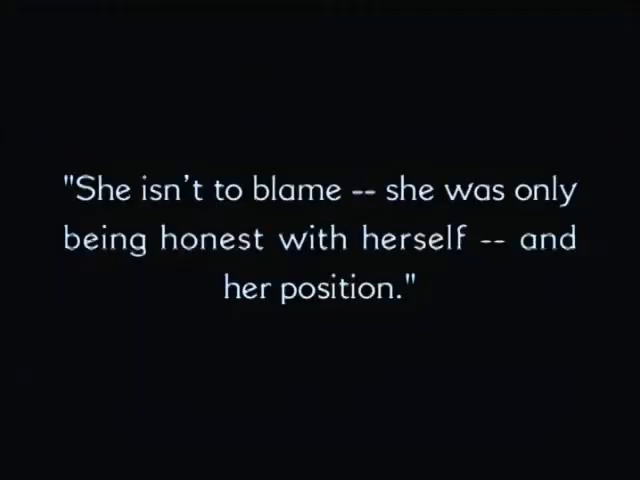 "She isn't to blame -- she was only
being honest with herself -- and
her position."